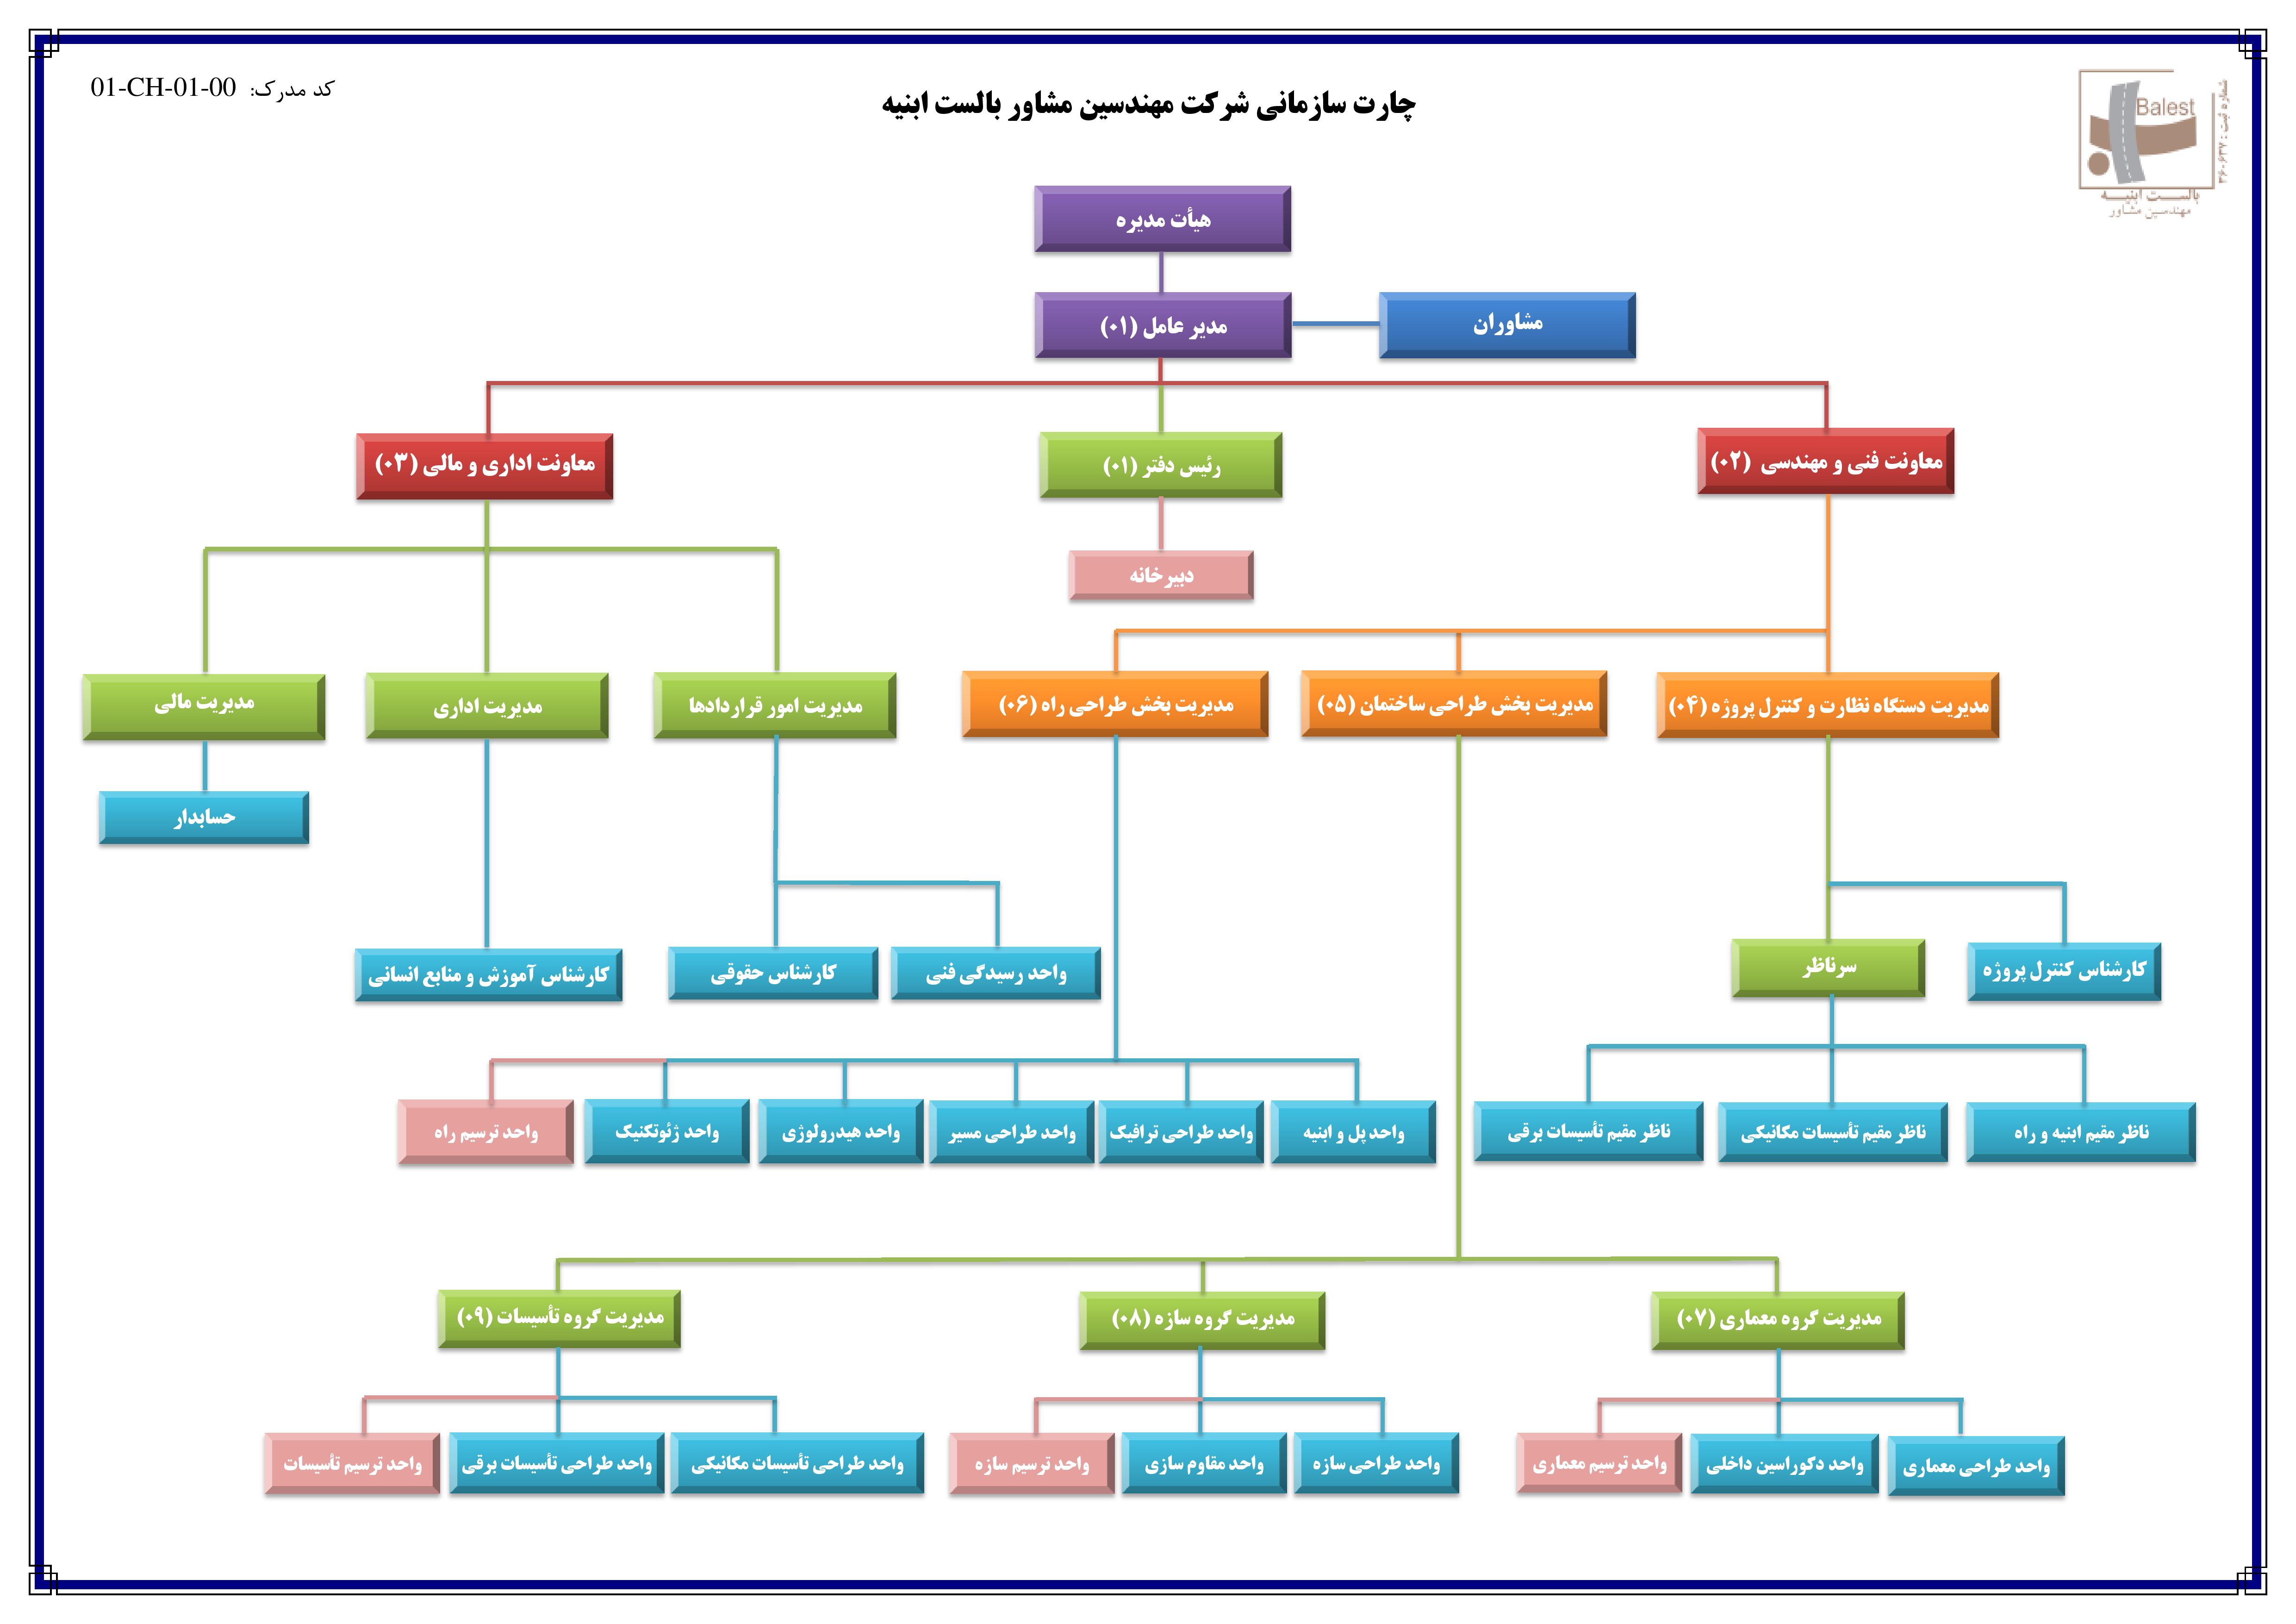 کد مدرک: 01-CH-01-00
چارت سازمانی شرکت مهندسین مشاور بالست ابنیه
Balest
بالست ابنیه
مهندسین مشاور
هیأت مدیره
مدیر عامل (۰۱)
مشاوران
معاونت فنی و مهندسی (۰۲)
رئیس دفتر (۰۱)
معاونت اداری و مالی (۰۳)
دبیرخانه
مدیریت دستگاه نظارت و کنترل پروژه (۰۴)
مدیریت بخش طراحی ساختمان (۰۵)
مدیریت بخش طراحی راه (۰۶)
مدیریت امور قراردادها
مدیریت اداری
مدیریت مالی
حسابدار
کارشناس کنترل پروژه
سرناظر
واحد رسیدگی فنی
کارشناس حقوقی
کارشناس آموزش و منابع انسانی
ناظر مقیم ابنیه و راه
ناظر مقیم تأسیسات مکانیکی
ناظر مقیم تأسیسات برقی
واحد پل و ابنیه
واحد طراحی ترافیک
واحد طراحی مسیر
واحد هیدرولوژی
واحد ژئوتکنیک
واحد ترسیم راه
مدیریت گروه معماری (۰۷)
مدیریت گروه سازه (۰۸)
مدیریت گروه تأسیسات (۰۹)
واحد طراحی معماری
واحد دکوراسین داخلی
واحد ترسیم معماری
واحد طراحی سازه
واحد مقاوم سازی
واحد ترسیم سازه
واحد طراحی تأسیسات مکانیکی
واحد طراحی تأسیسات برقی
واحد ترسیم تأسیسات